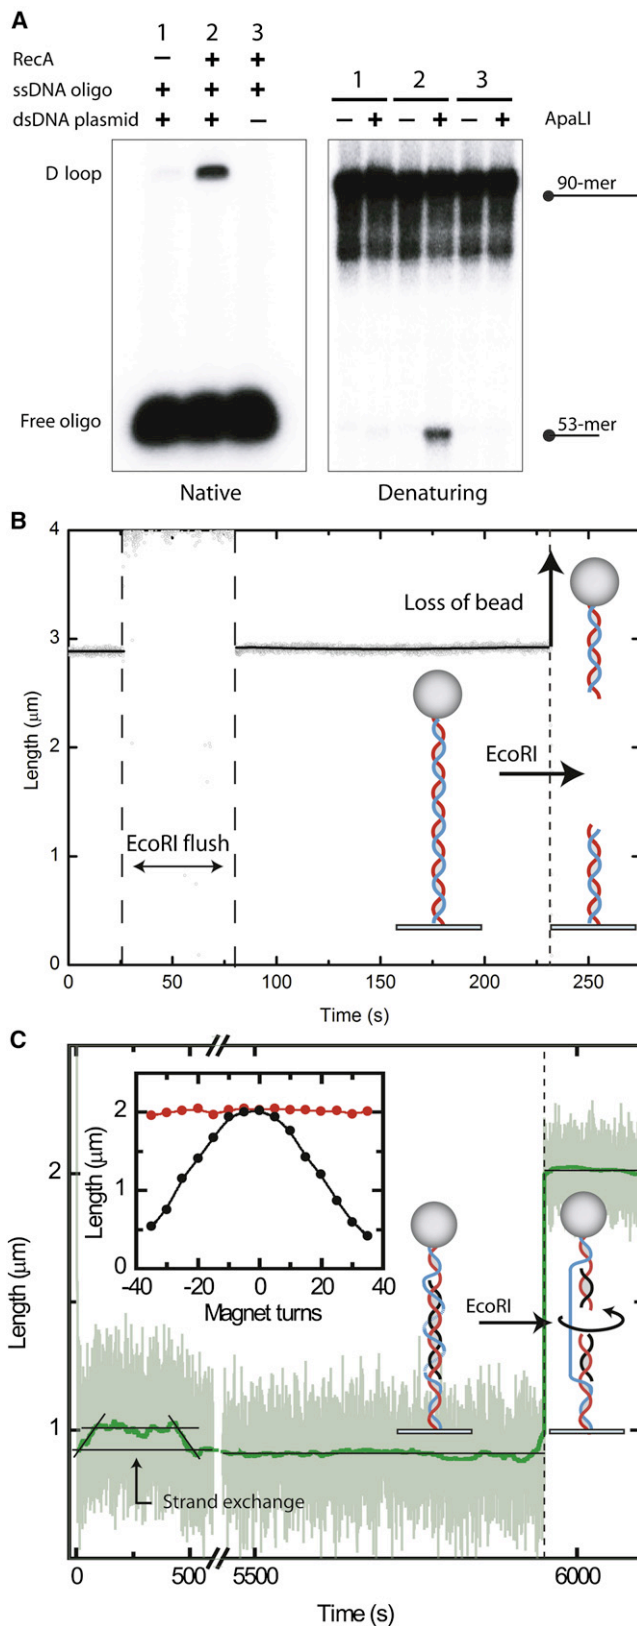 A
1 2 3
RecA − + +
ssDNA oligo + + +
dsDNA plasmid + + −
1 2 3
− + − + − + ApaLI
D loop
90-mer
Free oligo
53-mer
Native
Denaturing
B
4
3
2
1
0
Length (μm)
Loss of bead
EcoRI
EcoRI flush
0 50 100 150 200 250
Time (s)
C
2
1
Length (μm)
2
1
0
Length (μm)
-40 -20 0 20 40
Magnet turns
EcoRI
Strand exchange
0 500 5500 6000
Time (s)